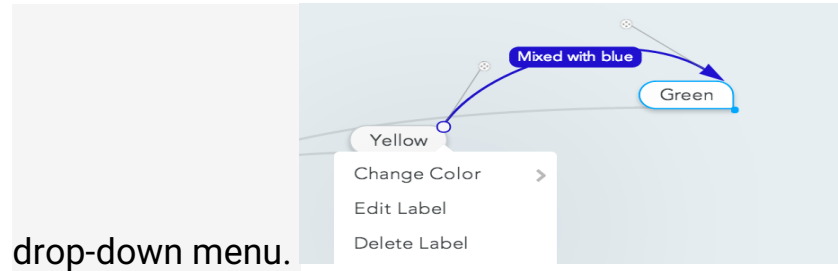 Mixed with blue
Green
Yellow
Change Color
Edit Label
Delete Label
drop-down menu.